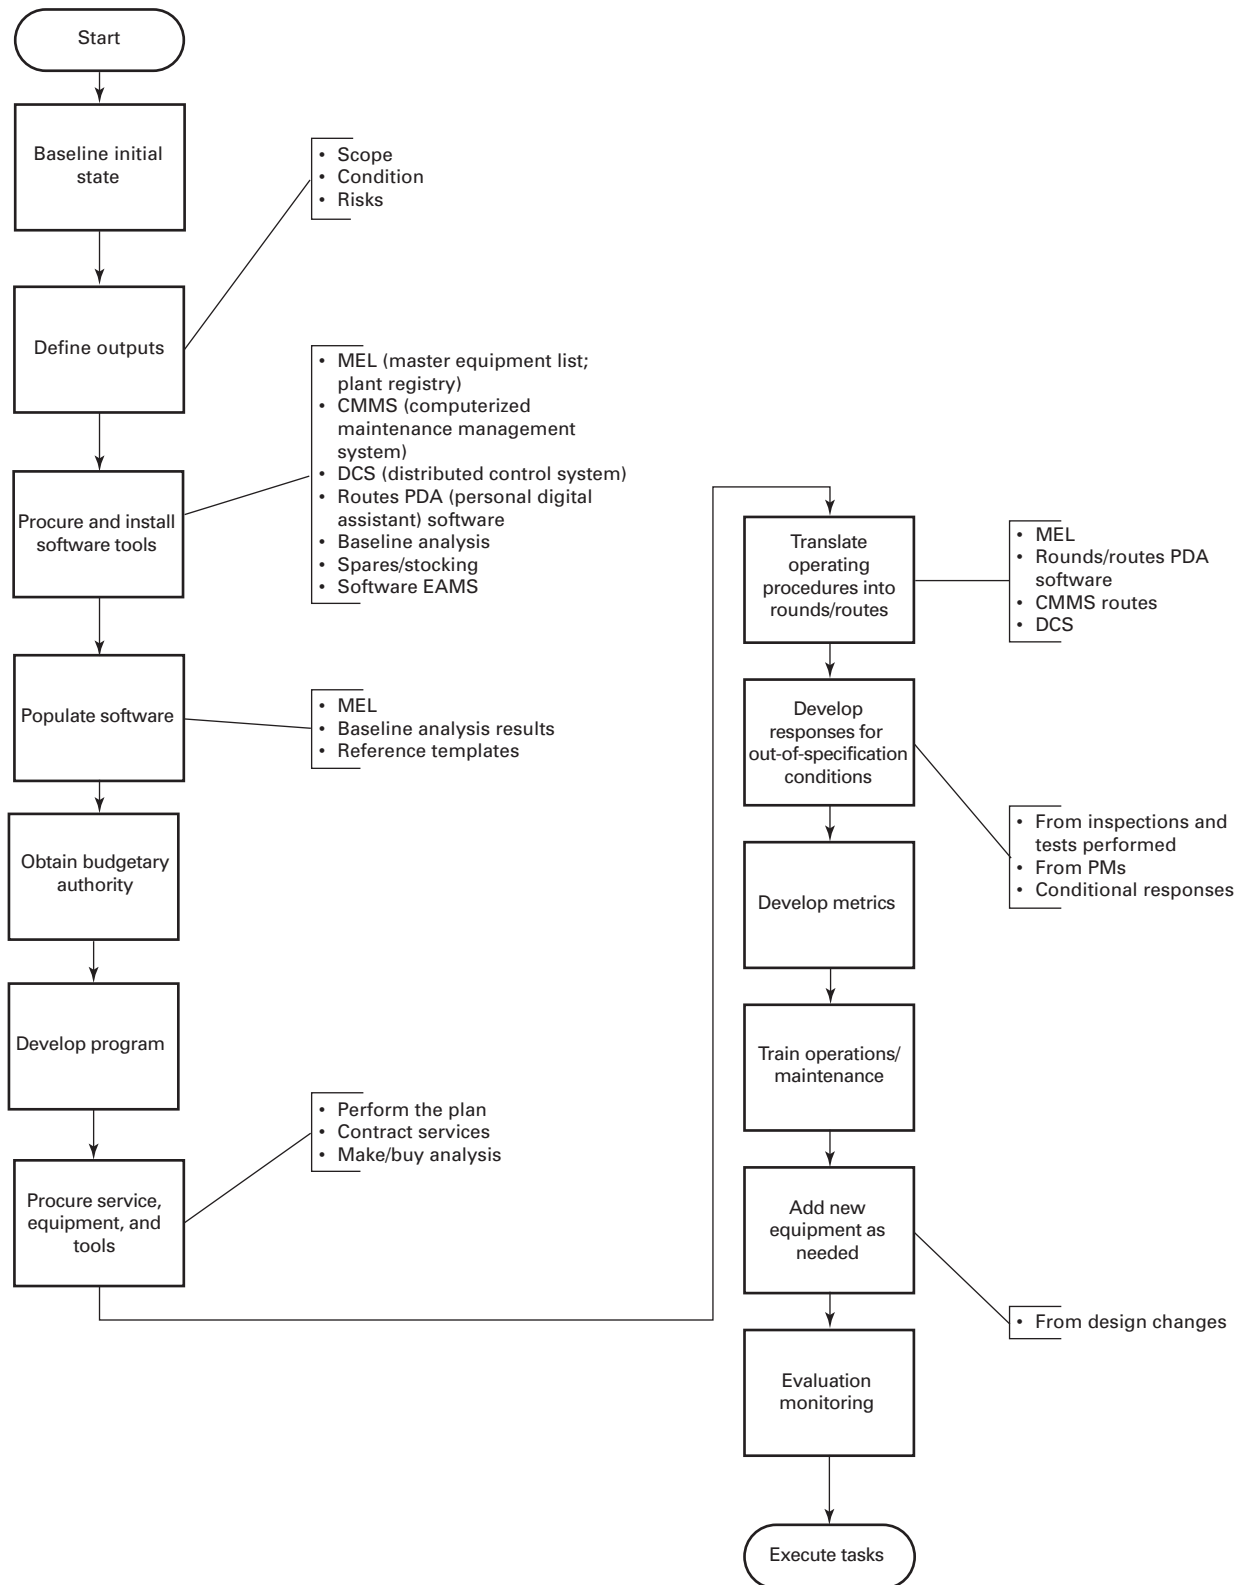 Start
Baseline initial
state
• Scope
• Condition
• Risks
Define outputs
• MEL (master equipment list;
plant registry)
• CMMS (computerized
maintenance management
system)
• DCS (distributed control system)
• Routes PDA (personal digital
assistant) software
• Baseline analysis
• Spares/stocking
• Software EAMS
Procure and install
software tools
Populate software
• MEL
• Baseline analysis results
• Reference templates
Obtain budgetary
authority
Develop program
• Perform the plan
• Contract services
• Make/buy analysis
Procure service,
equipment, and
tools
Translate
operating
procedures into
rounds/routes
• MEL
• Rounds/routes PDA
software
• CMMS routes
• DCS
Develop
responses for
out-of-specification
conditions
• From inspections and
tests performed
• From PMs
• Conditional responses
Develop metrics
Train operations/
maintenance
Add new
equipment as
needed
• From design changes
Evaluation
monitoring
Execute tasks